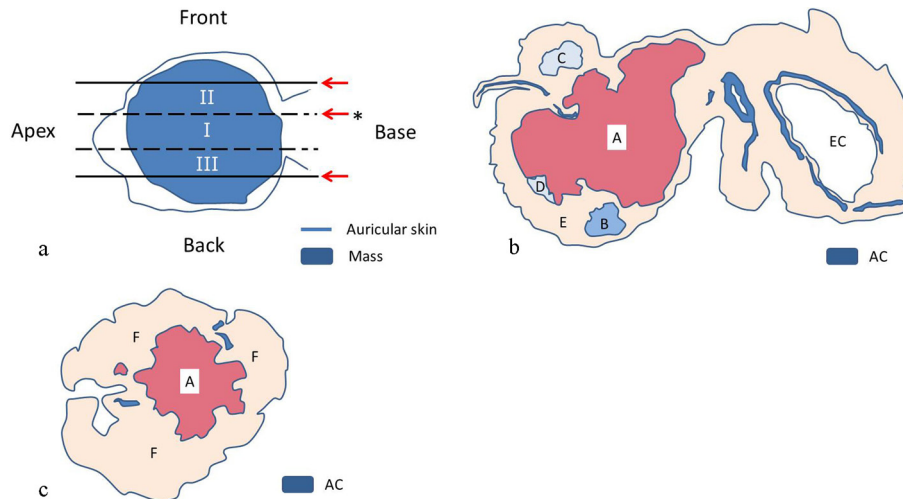 Front
II
*
Apex
I
Base
III
Back
Auricular skin
Mass
a
C
A
EC
D
E
B
AC
b
F
F
A
F
AC
c